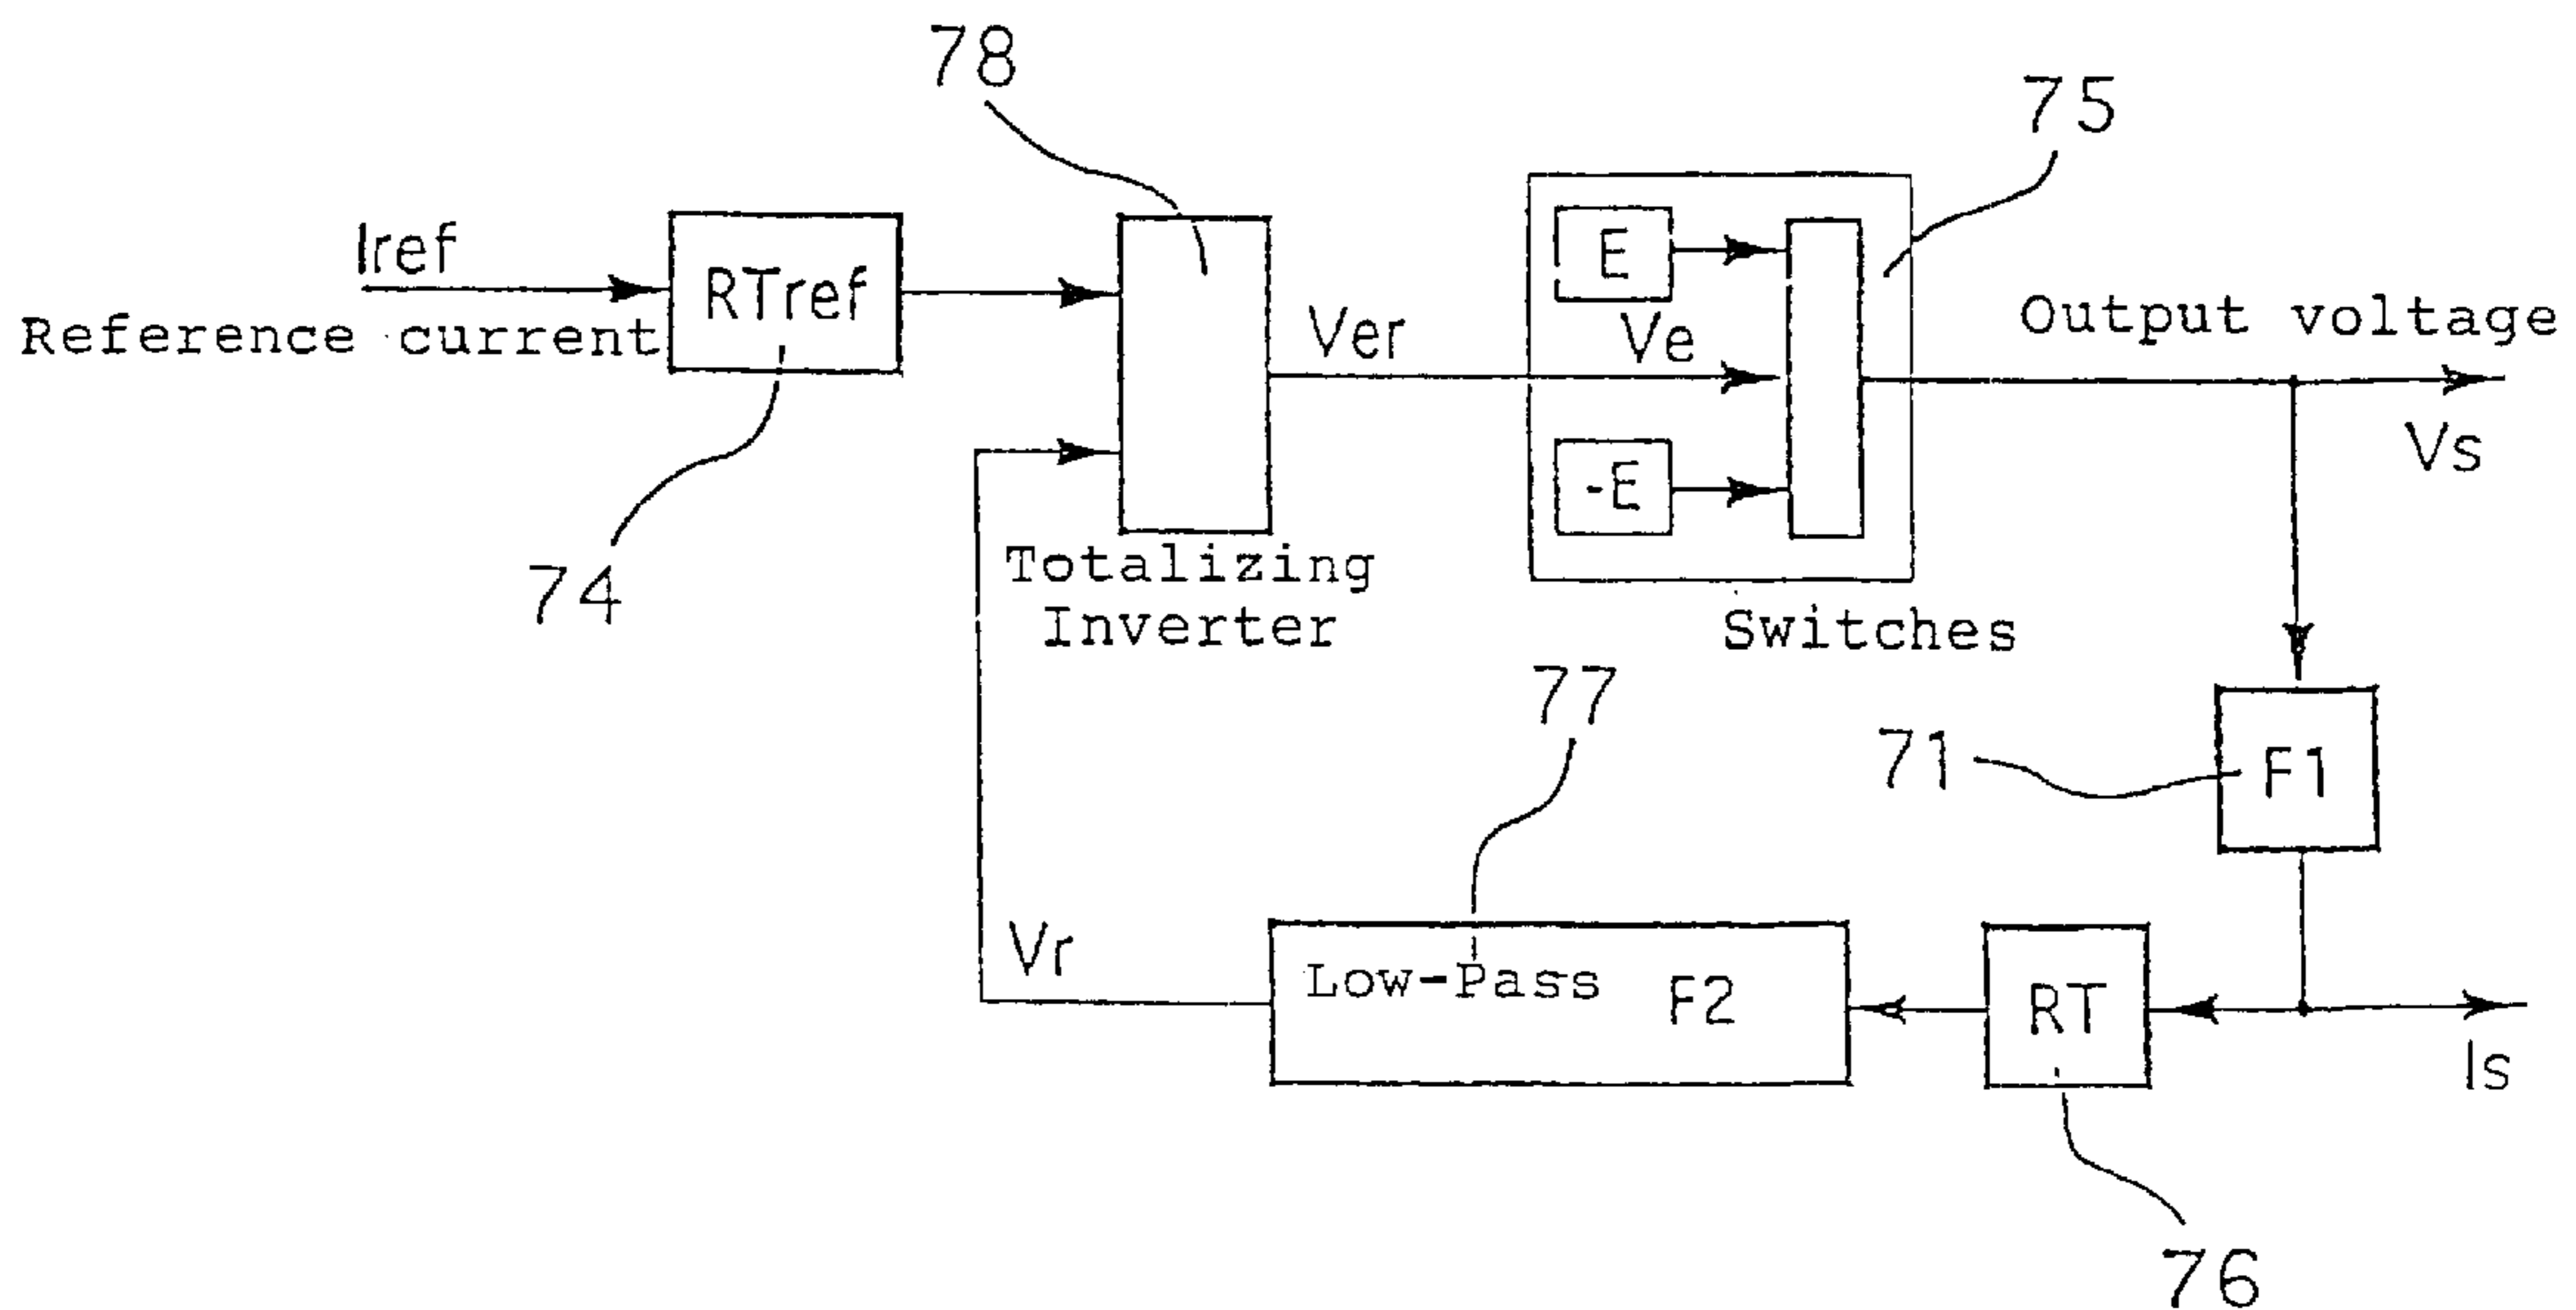 78
75
Iref
RTref
E
Reference current
Ver
Ve
Output voltage
Vs
-E
74
Totalizing
Inverter
Switches
77
71
F1
Vr
Low-Pass
F2
RT
Is
76